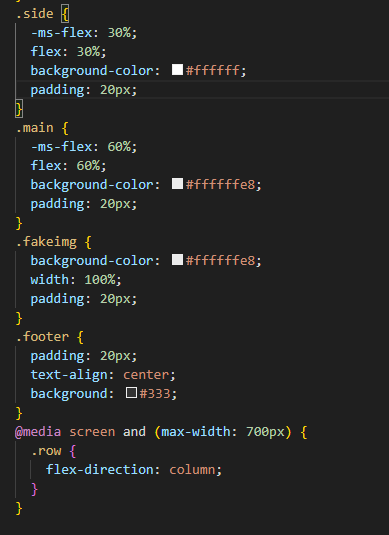 .side {
-ms-flex: 30%;
flex: 30%;
background-color: #ffffff;
padding: 20px;
}
.main {
-ms-flex: 60%;
flex: 60%;
background-color: #ffffffe8;
padding: 20px;
}
.fakeimg {
background-color: #ffffffe8;
width: 100%;
padding: 20px;
}
.footer {
padding: 20px;
text-align: center;
background: #333;
}
@media screen and (max-width: 700px) {
.row {
flex-direction: column;
}
}